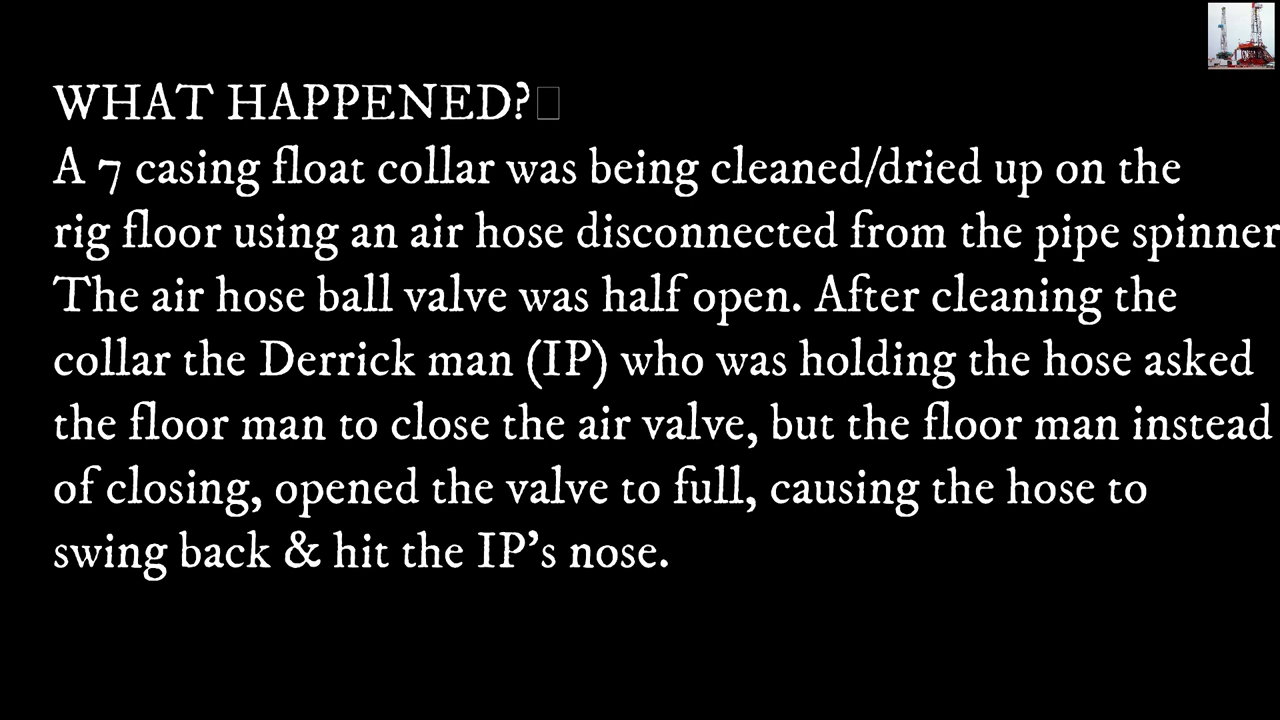 WHAT HAPPENED?
A 7 casing float collar was being cleaned/dried up on the
rig floor using an air hose disconnected from the pipe spinner
The air hose ball valve was half open. After cleaning the
collar the Derrick man (IP) who was holding the hose asked
the floor man to close the air valve, but the floor man instead
of closing, opened the valve to full, causing the hose to
swing back & hit the IP’s nose.